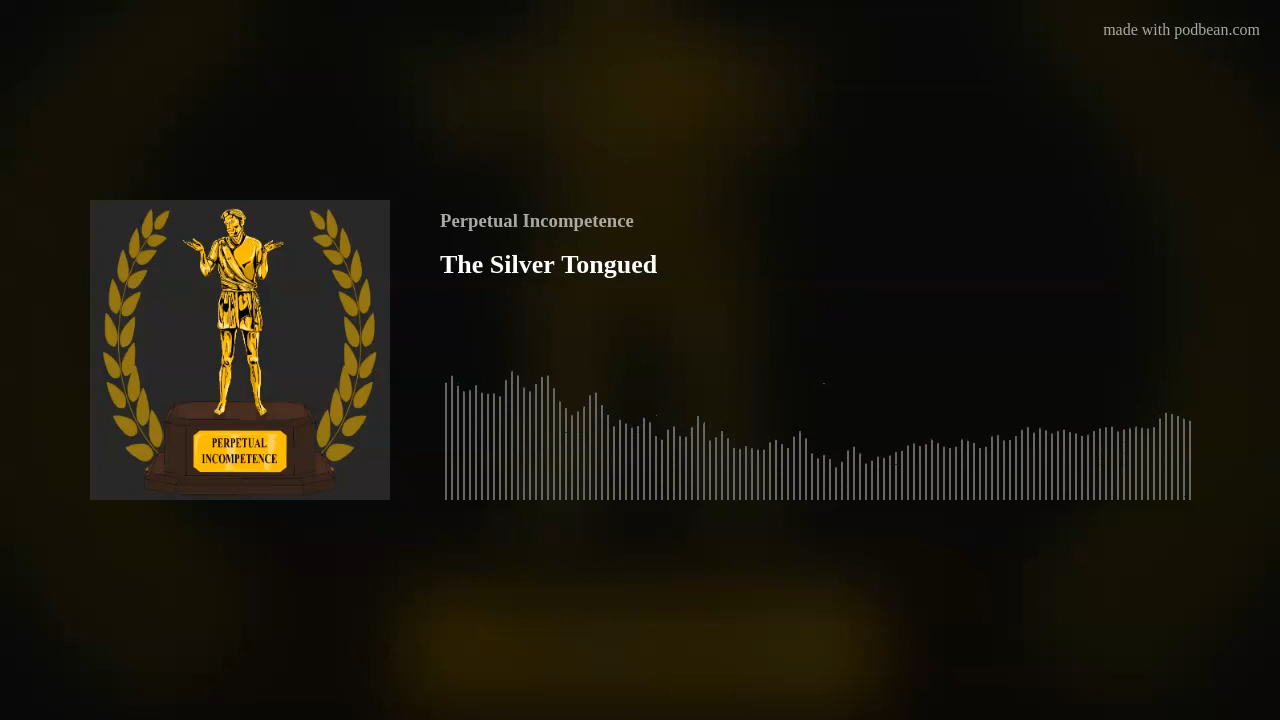 made with podbean.com
Perpetual Incompetence
The Silver Tongued
PERPETUAL
INCOMPETENCE